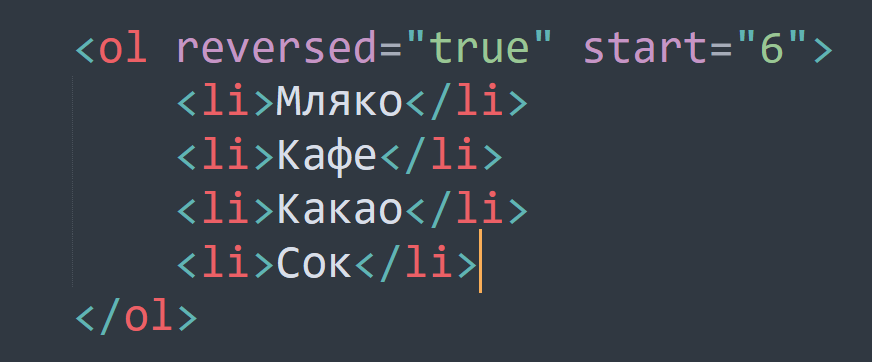 <ol reversed="true" start="6">
<li>Мляко</li>
<li>Кафе</li>
<li>Какао</li>
<li>Сок</li>
</ol>